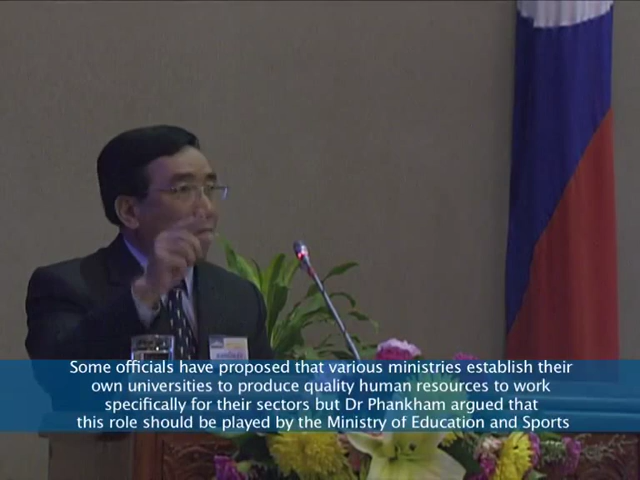 Some officials have proposed that various ministries establish their
own universities to produce quality human resources to work
specifically for their sectors but Dr Phankham argued that
this role should be played by the Ministry of Education and Sports